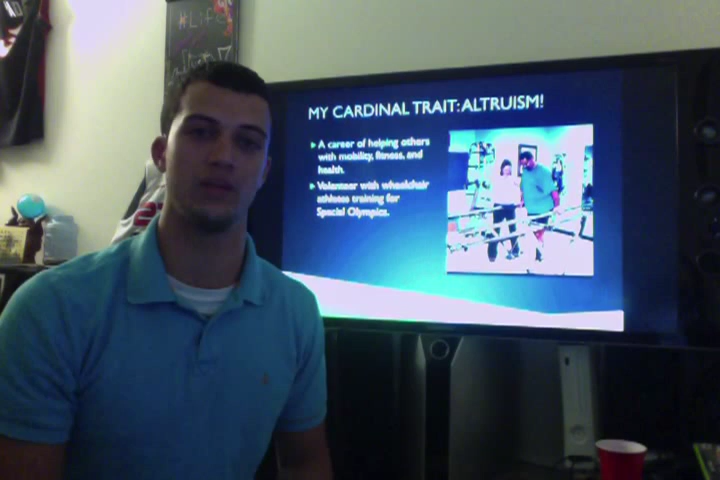 #Life
MY CARDINAL TRAIT: ALTRUISM!
A career of helping others
with mobility, fitness, and
health.
Volunteer with wheelchair
athletes training for
Special Olympics.